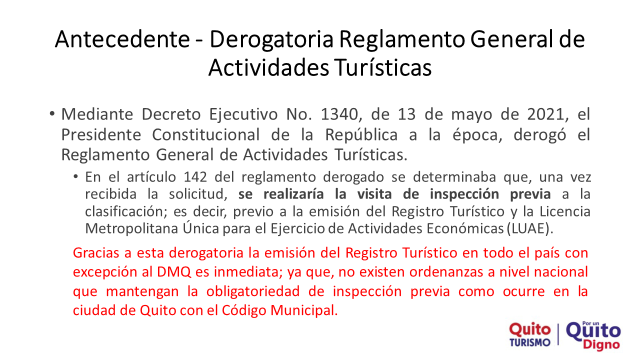 Antecedente - Derogatoria Reglamento General de
Actividades Turísticas
• Mediante Decreto Ejecutivo No. 1340, de 13 de mayo de 2021, el
Presidente Constitucional de la República a la época, derogó el
Reglamento General de Actividades Turísticas.
• En el artículo 142 del reglamento derogado se determinaba que, una vez
recibida la solicitud, se realizaría la visita de inspección previa a la
clasificación; es decir, previo a la emisión del Registro Turístico y la Licencia
Metropolitana Única para el Ejercicio de Actividades Económicas (LUAE).
Gracias a esta derogatoria la emisión del Registro Turístico en todo el país con
excepción al DMQ es inmediata; ya que, no existen ordenanzas a nivel nacional
que mantengan la obligatoriedad de inspección previa como ocurre en la
ciudad de Quito con el Código Municipal.
Quito
TURISMO
Por un
Quito
Digno